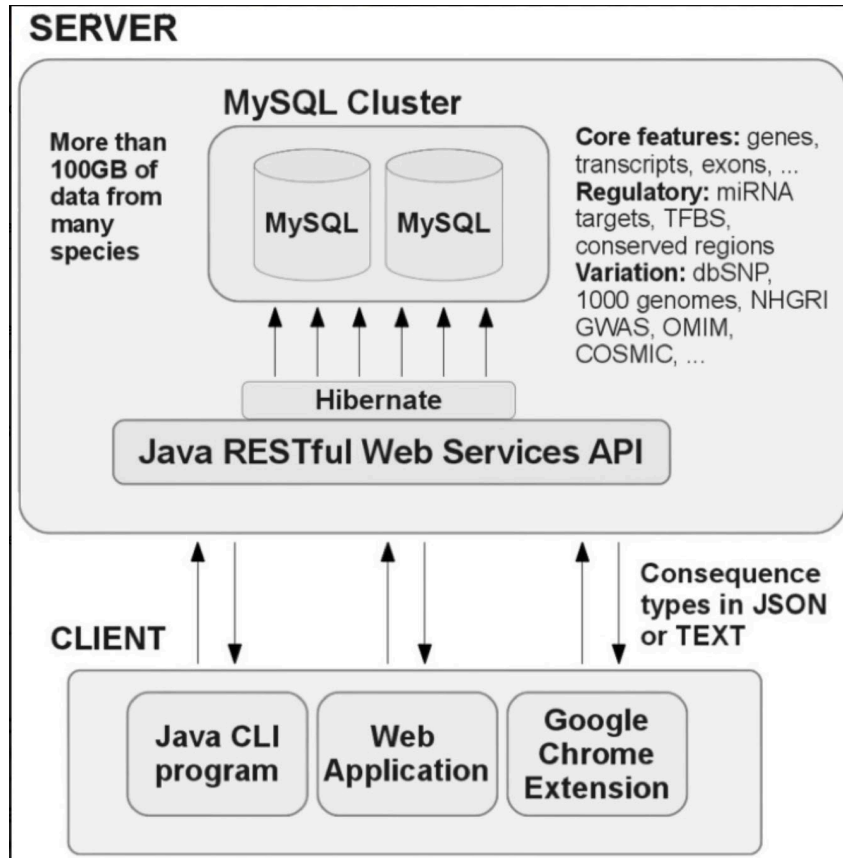 SERVER
MySQL Cluster
More than
100GB of
data from
many
species
MySQL
MySQL
Core features: genes,
transcripts, exons, ...
Regulatory: miRNA
targets, TFBS,
conserved regions
Variation: dbSNP,
1000 genomes, NHGRI
GWAS, OMIM,
COSMIC, ...
Hibernate
Java RESTful Web Services API
Consequence
types in JSON
or TEXT
CLIENT
Java CLI
program
Web
Application
Google
Chrome
Extension